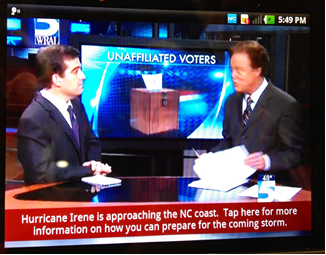 5:49 PM
5
WRAL
UNAFFILIATED VOTERS
5
Hurricane Irene is approaching the NC coast. Tap here for more
information on how you can prepare for the coming storm.